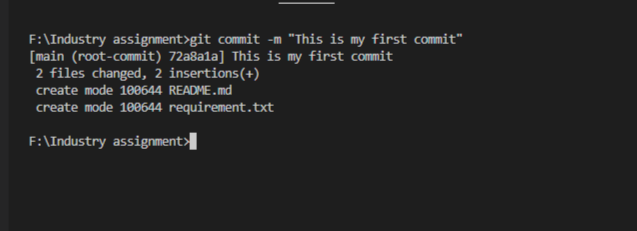 F:\Industry assignment>git commit -m "This is my first commit"
[main (root-commit) 72a8a1a] This is my first commit
 2 files changed, 2 insertions(+)
 create mode 100644 README.md
 create mode 100644 requirement.txt
F:\Industry assignment>